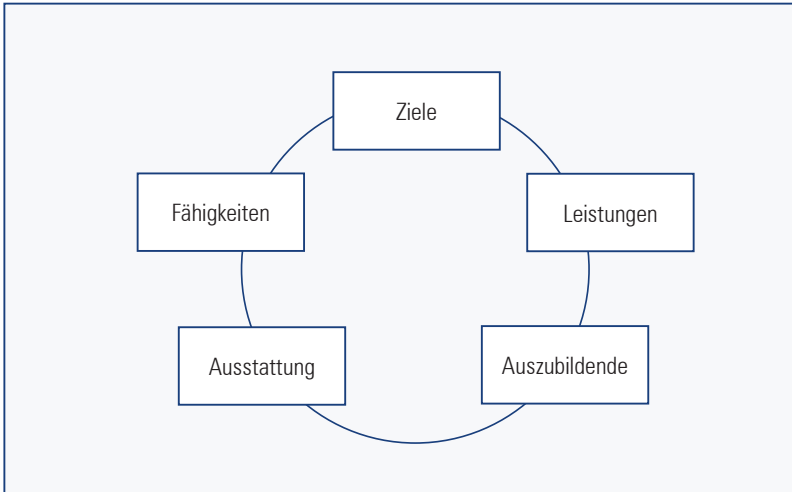 Ziele
Fähigkeiten
Leistungen
Ausstattung
Auszubildende